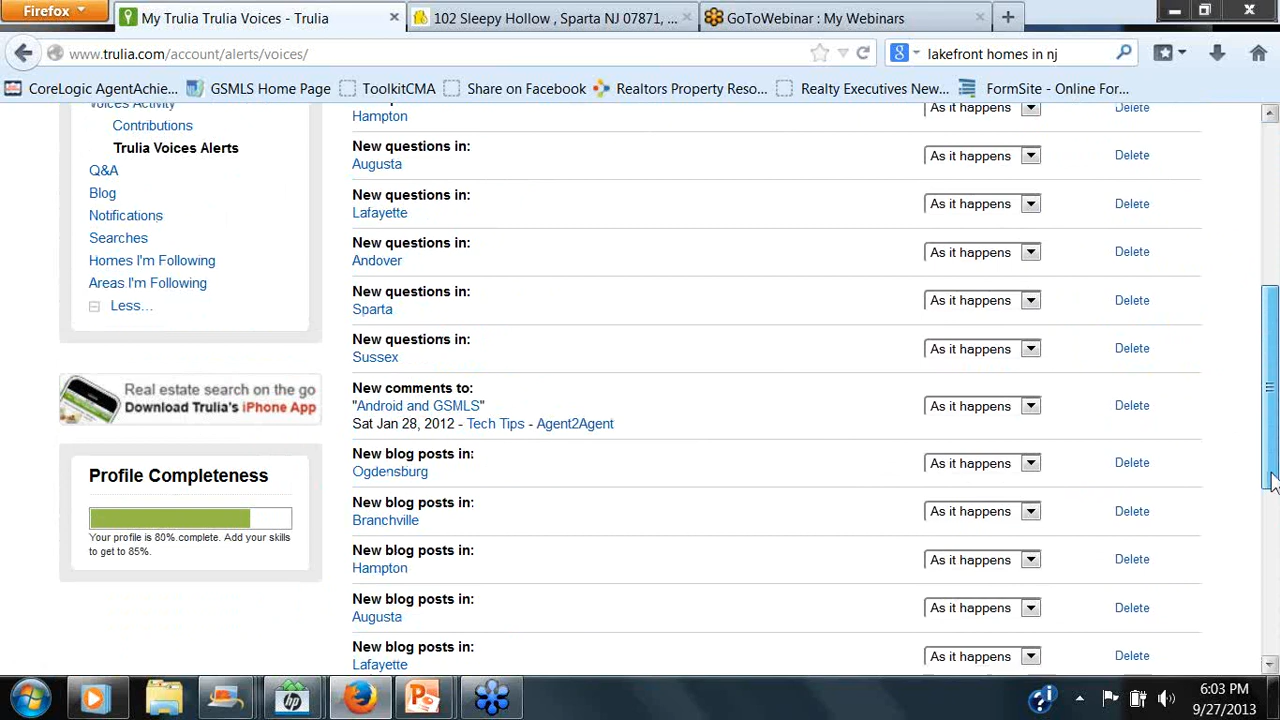 Firefox
My Trulia Trulia Voices - Trulia
102 Sleepy Hollow , Sparta NJ 07871, ...
GoToWebinar : My Webinars
www.trulia.com/account/alerts/voices/
lakefront homes in nj
CoreLogic AgentAchie...
GSMLS Home Page
ToolkitCMA
Share on Facebook
Realtors Property Reso...
Realty Executives New...
FormSite - Online For...
Voices Activity
Contributions
Trulia Voices Alerts
Q&A
Blog
Notifications
Searches
Homes I'm Following
Areas I'm Following
Less...
Real estate search on the go
Download Trulia's iPhone App
Profile Completeness
Your profile is 80% complete. Add your skills
to get to 85%.
Hampton
As it happens
Delete
New questions in:
Augusta
As it happens
Delete
New questions in:
Lafayette
As it happens
Delete
New questions in:
Andover
As it happens
Delete
New questions in:
Sparta
As it happens
Delete
New questions in:
Sussex
As it happens
Delete
New comments to:
"Android and GSMLS"
Sat Jan 28, 2012 - Tech Tips - Agent2Agent
As it happens
Delete
New blog posts in:
Ogdensburg
As it happens
Delete
New blog posts in:
Branchville
As it happens
Delete
New blog posts in:
Hampton
As it happens
Delete
New blog posts in:
Augusta
As it happens
Delete
New blog posts in:
Lafayette
As it happens
Delete
6:03 PM
9/27/2013